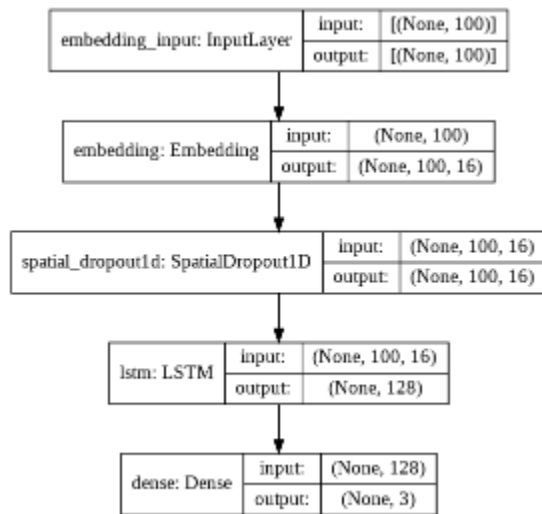 embedding_input: InputLayer
input: [(None, 100)]
output: [(None, 100)]
embedding: Embedding
input: (None, 100)
output: (None, 100, 16)
spatial_dropout1d: SpatialDropout1D
input: (None, 100, 16)
output: (None, 100, 16)
lstm: LSTM
input: (None, 100, 16)
output: (None, 128)
dense: Dense
input: (None, 128)
output: (None, 3)